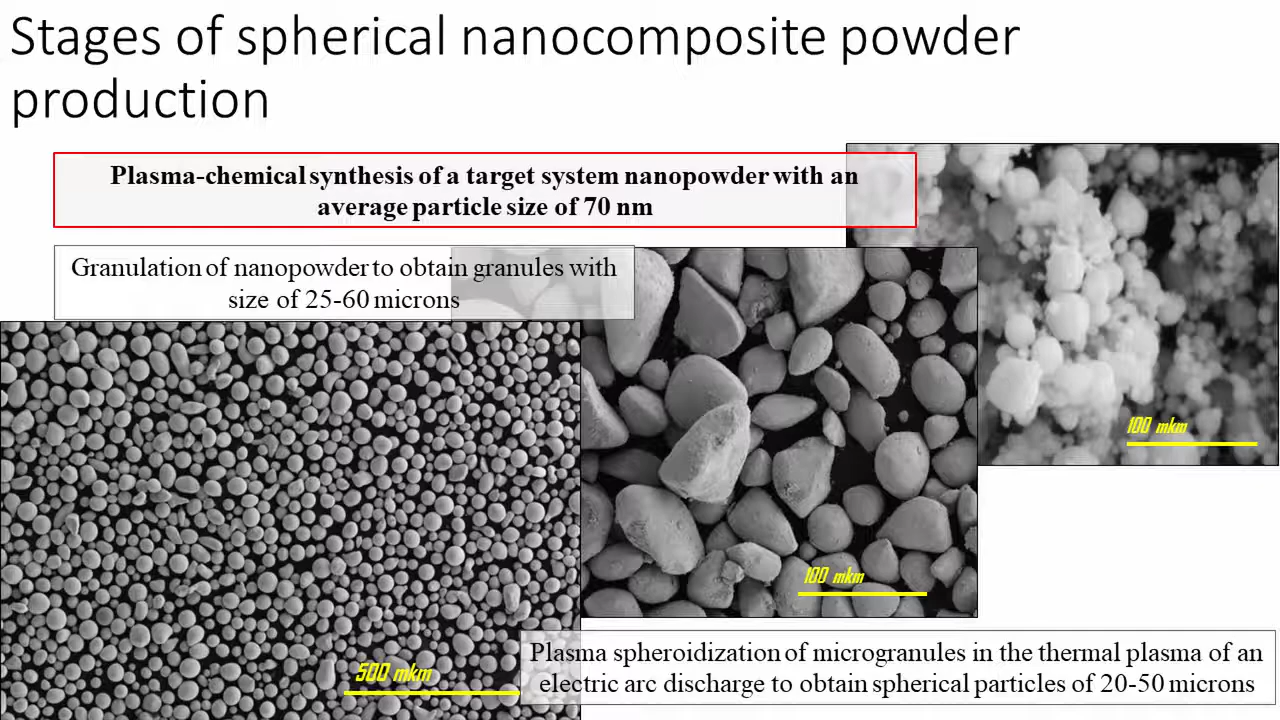 Stages of spherical nanocomposite powder
production
Plasma-chemical synthesis of a target system nanopowder with an
average particle size of 70 nm
Granulation of nanopowder to obtain granules with
size of 25-60 microns
100 mkm
100 mkm
500 mkm
Plasma spheroidization of microgranules in the thermal plasma of an
electric arc discharge to obtain spherical particles of 20-50 microns